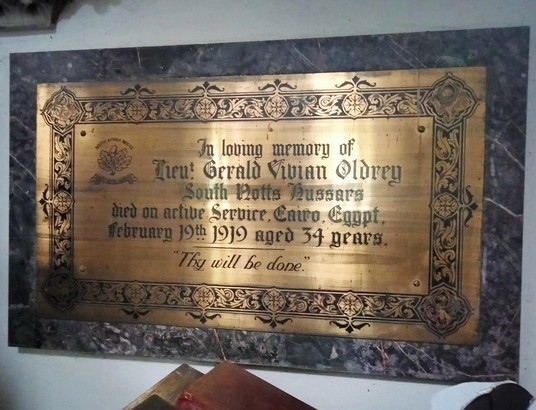 In loving memory of
Lieut Gerald Vivian Oldrey
South Notts Hussars
died on active Service, Cairo, Egypt,
February 19th 1919 aged 34 years.
"Thy will be done."